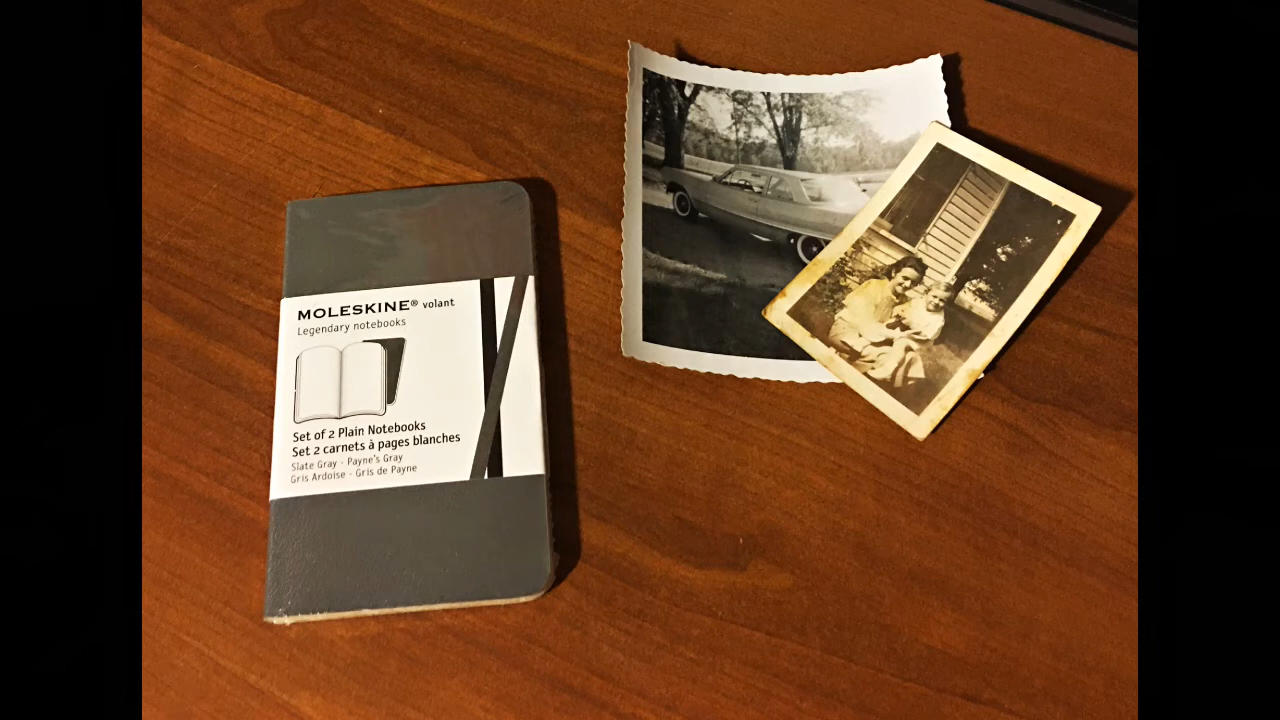 MOLESKINE® volant
Legendary notebooks
Set of 2 Plain Notebooks
Set 2 carnets à pages blanches
Slate Gray - Payne's Gray
Gris Ardoise - Gris de Payne